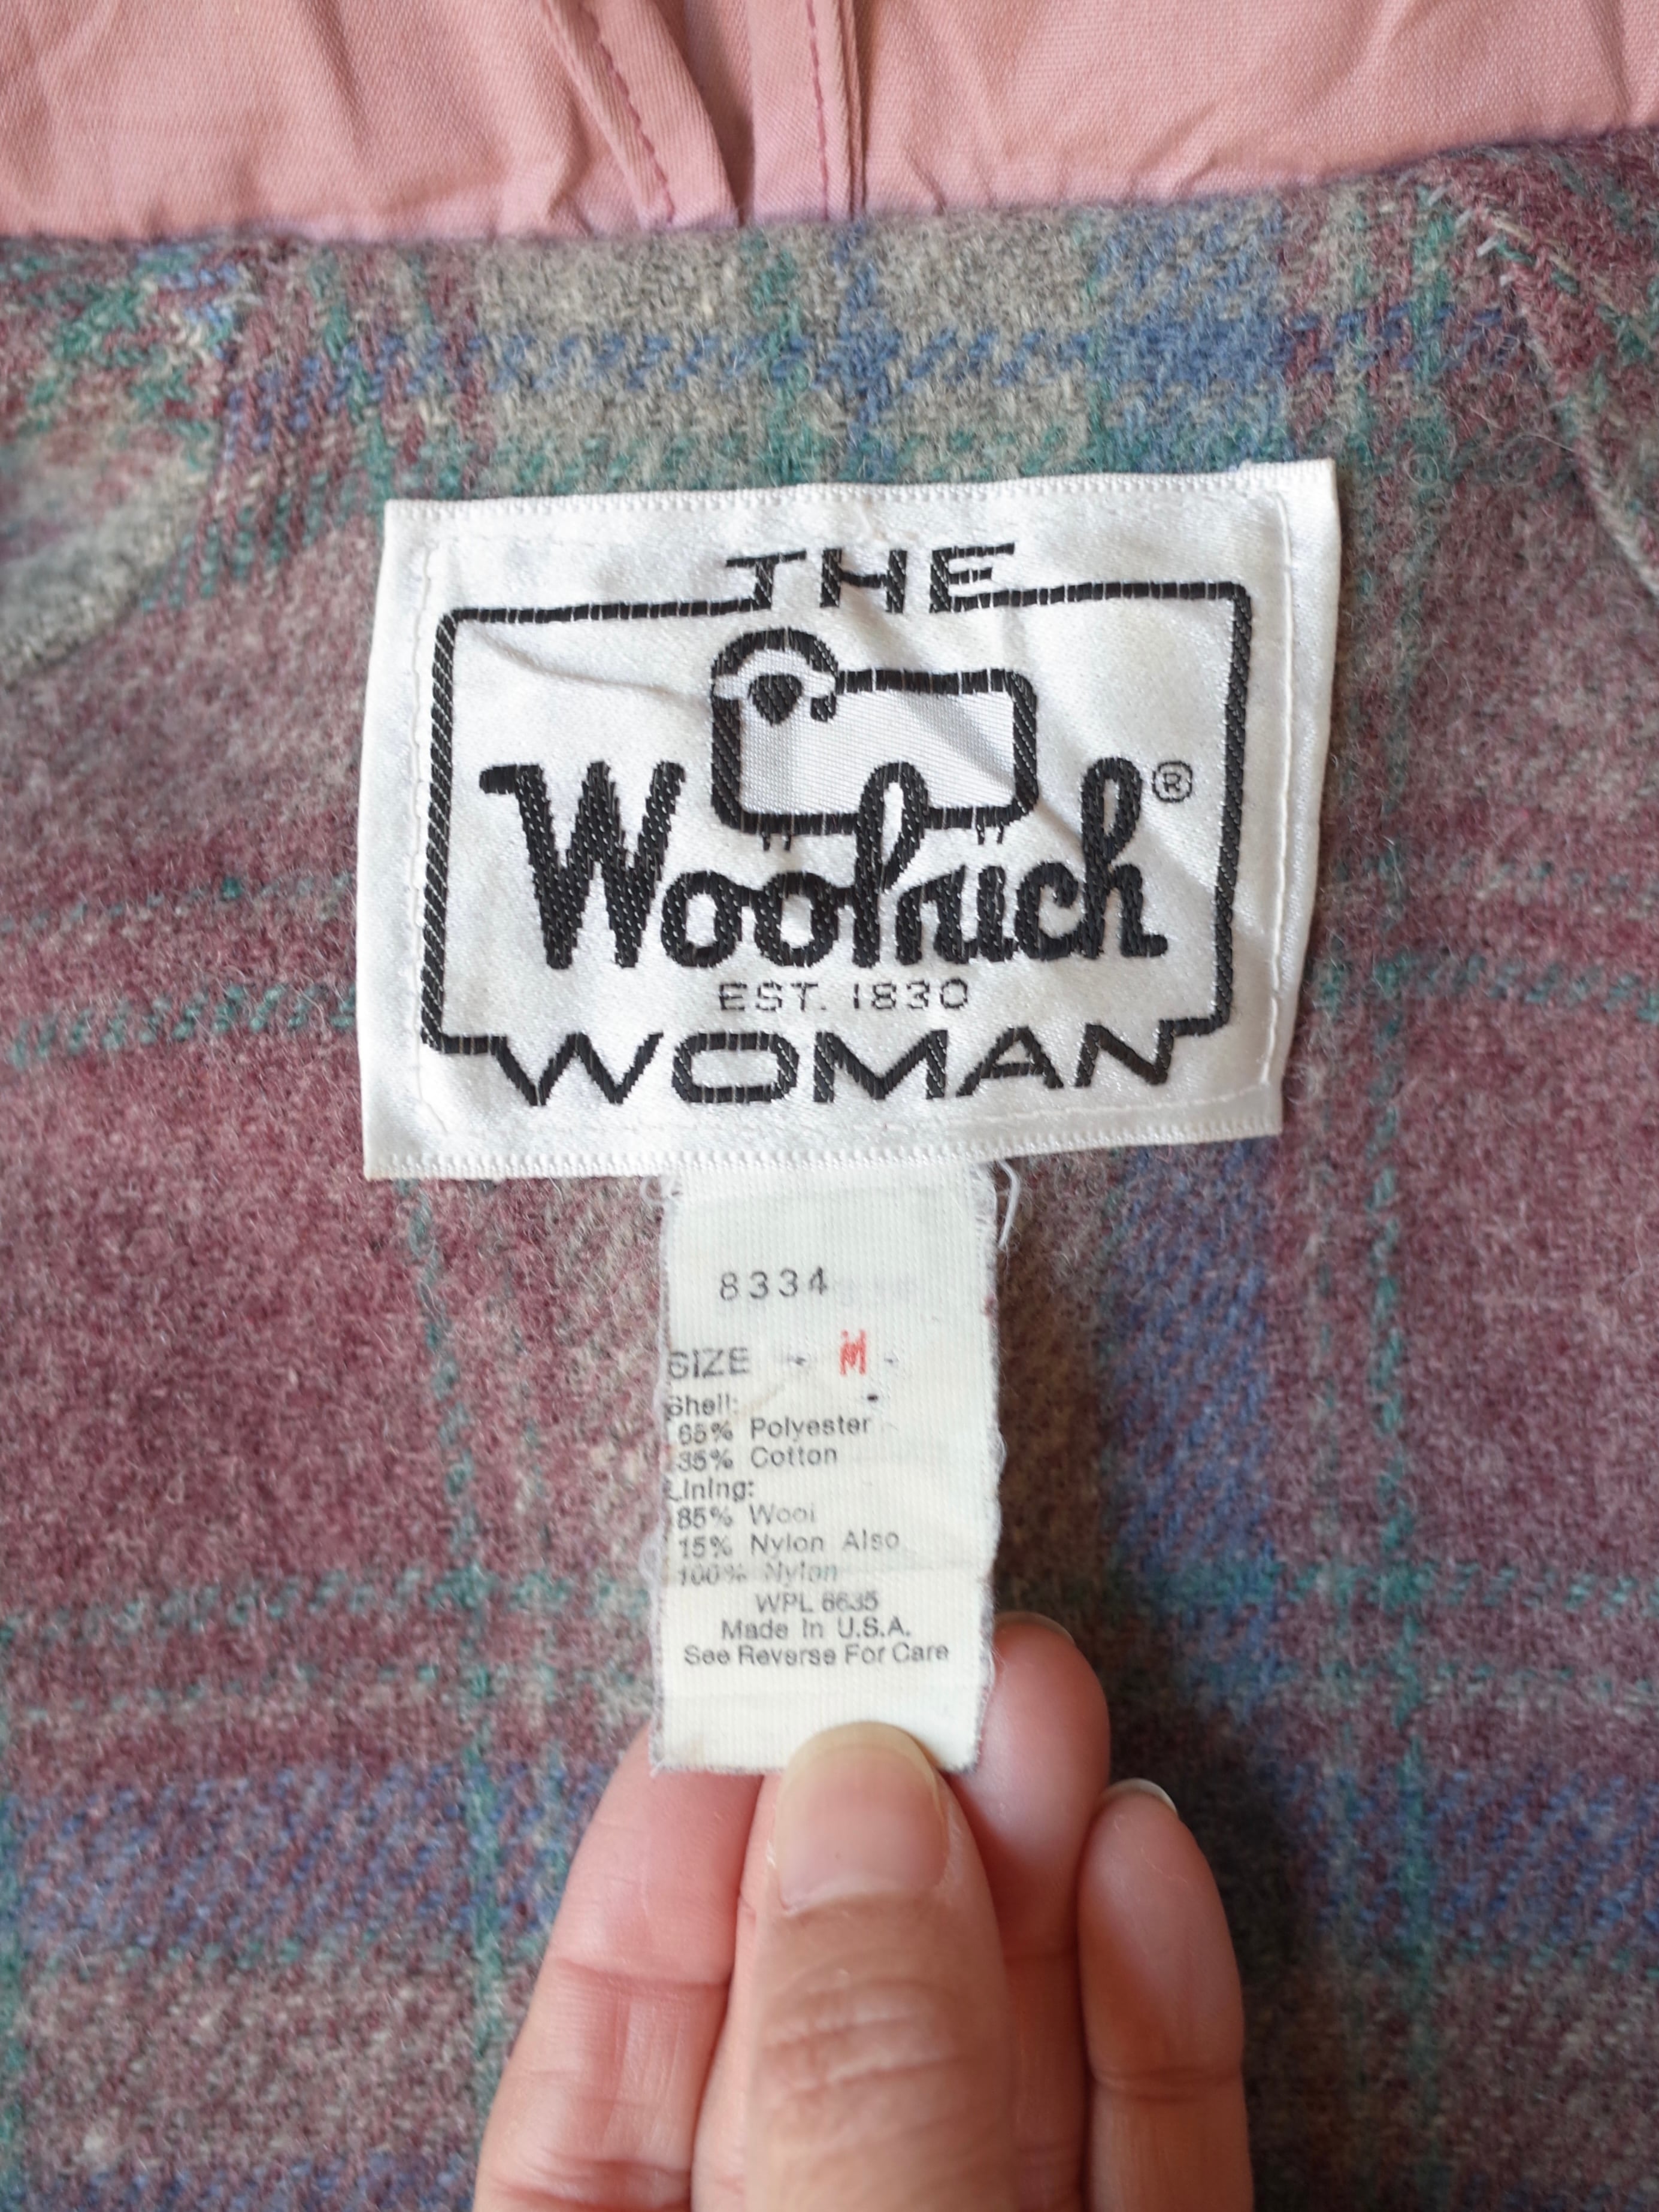 THE
Woolrich®
EST. 1830
WOMAN
8334
SIZE - M -
Shell:
65% Polyester
35% Cotton
Lining:
85% Wool
15% Nylon Also
100% Nylon
WPL 6635
Made In U.S.A.
See Reverse For Care